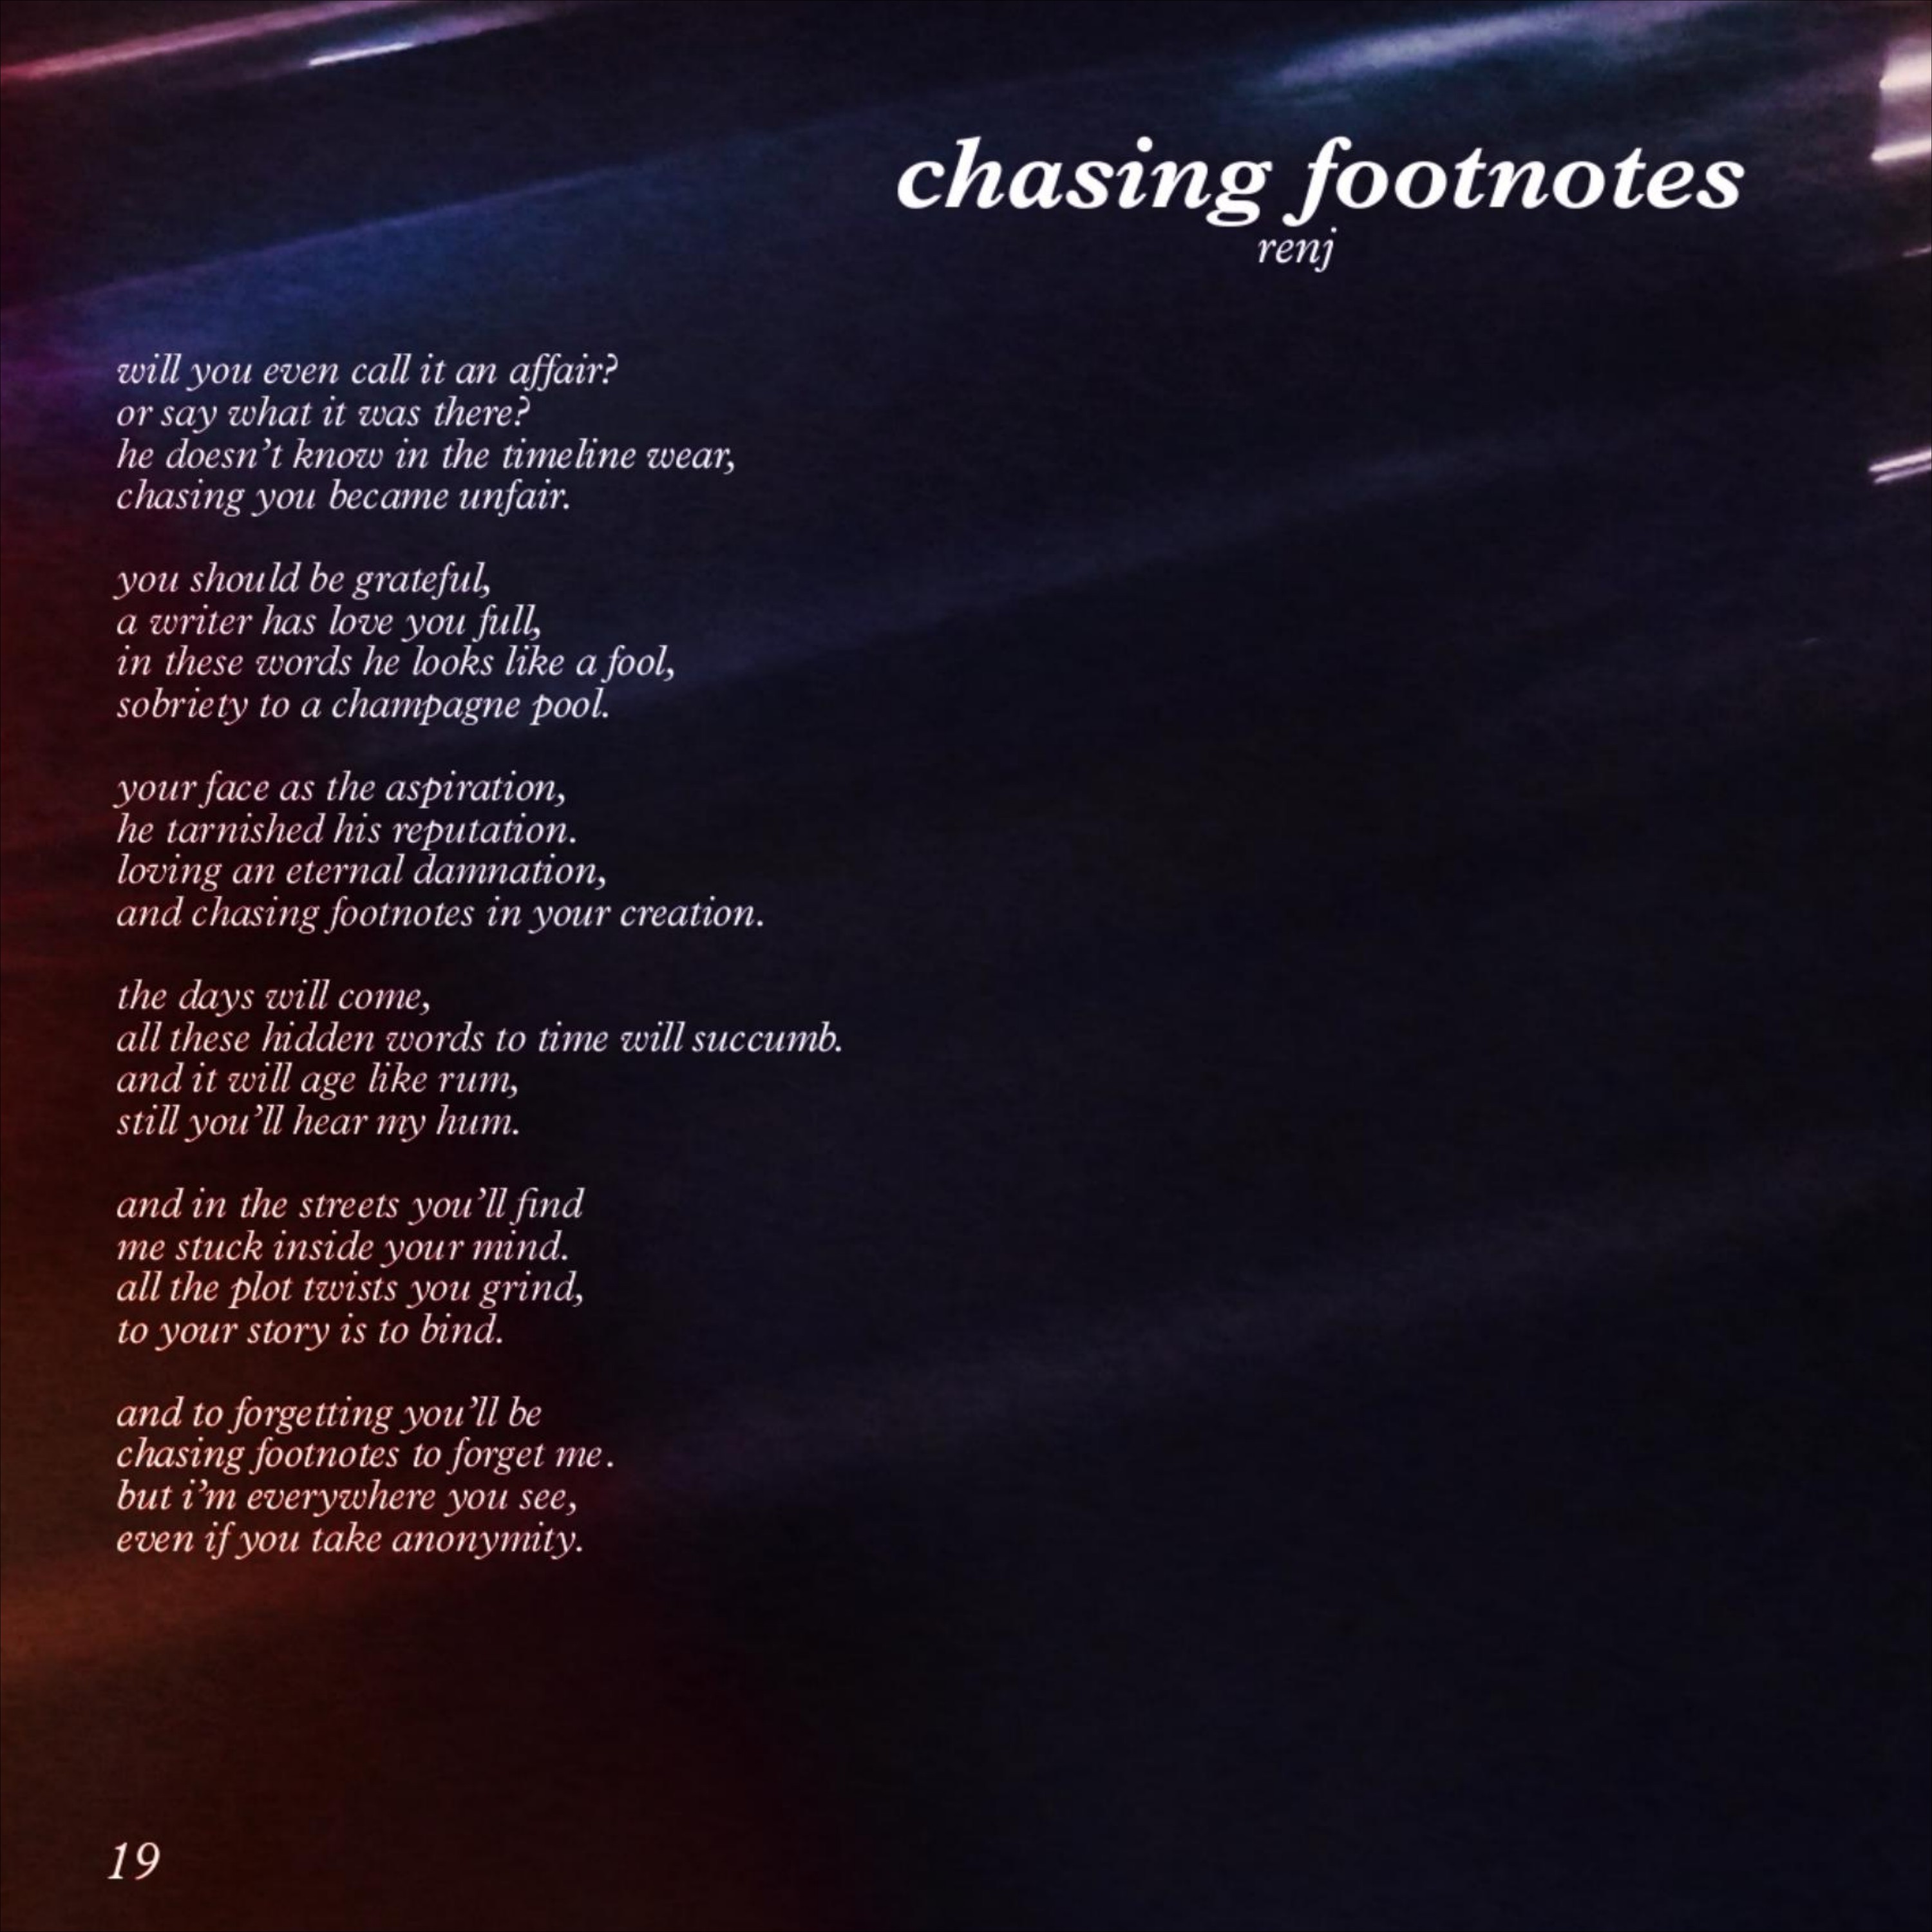 chasing footnotes
renj
will you even call it an affair?
or say what it was there?
he doesn't know in the timeline wear,
chasing you became unfair.
you should be grateful,
a writer has love you full,
in these words he looks like a fool,
sobriety to a champagne pool.
your face as the aspiration,
he tarnished his reputation.
loving an eternal damnation,
and chasing footnotes in your creation.
the days will come,
all these hidden words to time will succumb.
and it will age like rum,
still you'll hear my hum.
and in the streets you'll find
me stuck inside your mind.
all the plot twists you grind,
to your story is to bind.
and to forgetting you'll be
chasing footnotes to forget me.
but i'm everywhere you see,
even if you take anonymity.
19